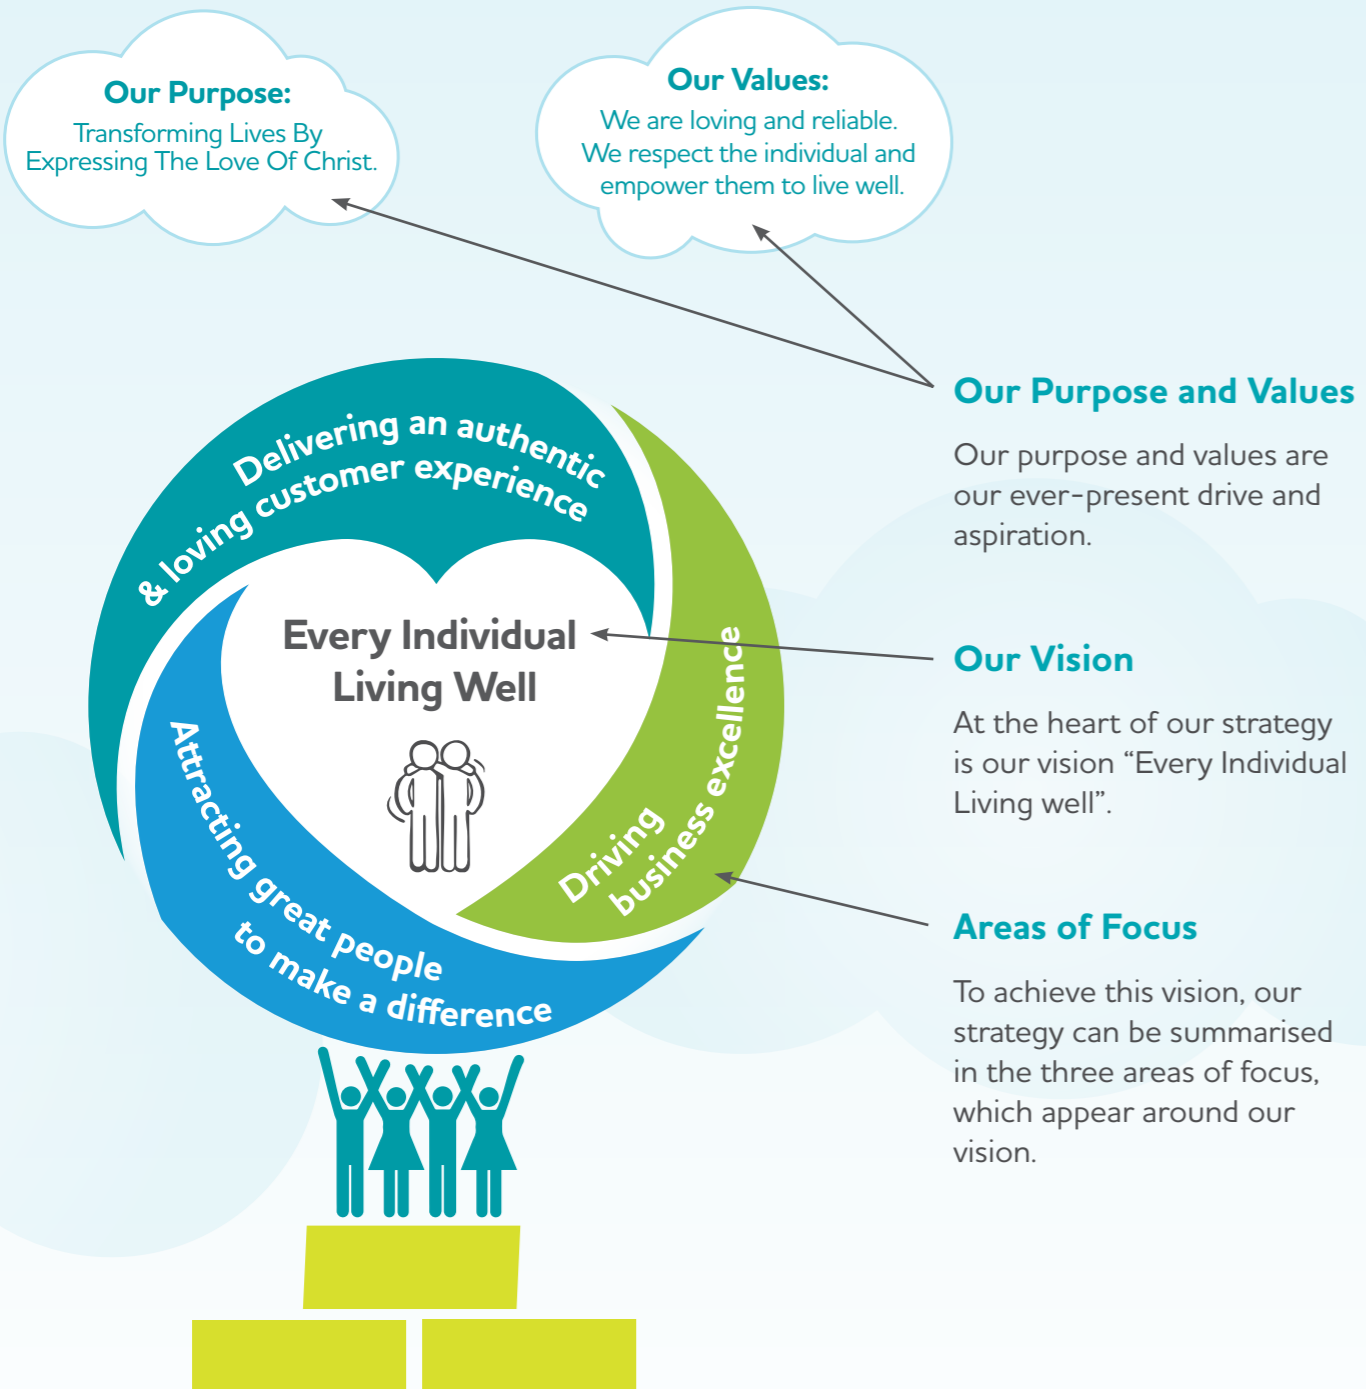 Our Purpose:
Transforming Lives By
Expressing The Love Of Christ.
Our Values:
We are loving and reliable.
We respect the individual and
empower them to live well.
Delivering an authentic
& loving customer experience
Every Individual
Living Well
Driving
business excellence
Attracting great people
to make a difference
Our Purpose and Values
Our purpose and values are
our ever-present drive and
aspiration.
Our Vision
At the heart of our strategy
is our vision “Every Individual
Living well”.
Areas of Focus
To achieve this vision, our
strategy can be summarised
in the three areas of focus,
which appear around our
vision.